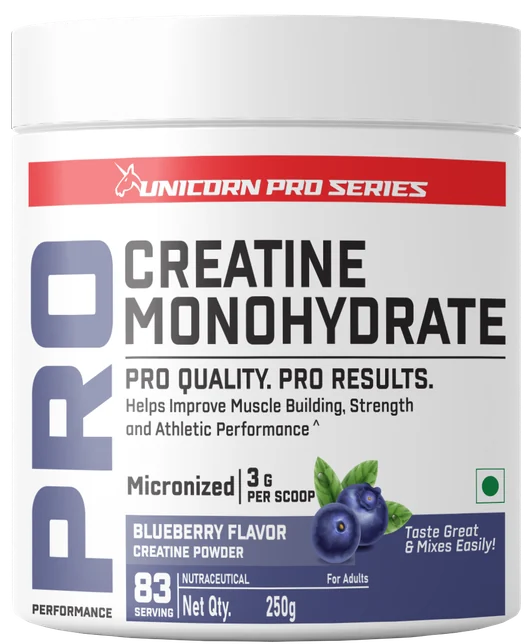 UNICORN PRO SERIES
PRO
PERFORMANCE
CREATINE
MONOHYDRATE
PRO QUALITY. PRO RESULTS.
Helps Improve Muscle Building, Strength
and Athletic Performance ^
Micronized
3 G
PER SCOOP
BLUEBERRY FLAVOR
CREATINE POWDER
Taste Great
& Mixes Easily!
83
SERVING
NUTRACEUTICAL
For Adults
Net Qty. 250g